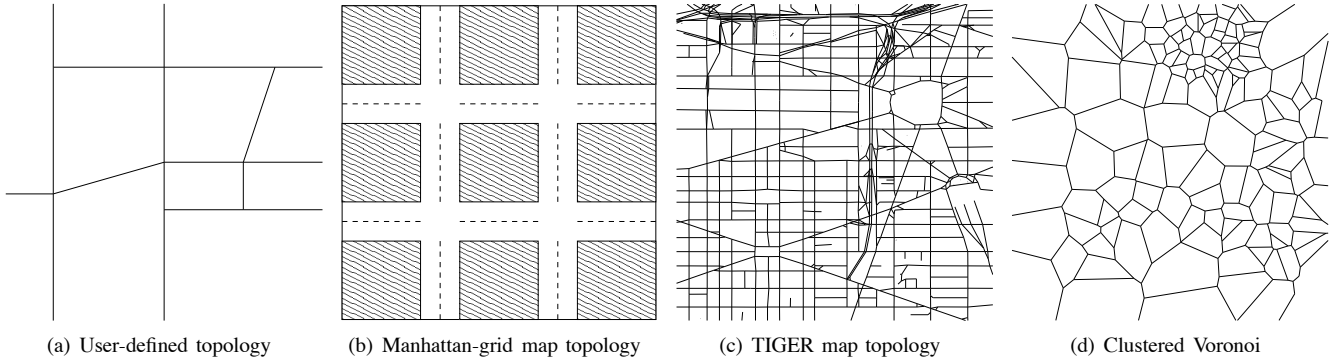 (a) User-defined topology
(b) Manhattan-grid map topology
(c) TIGER map topology
(d) Clustered Voronoi